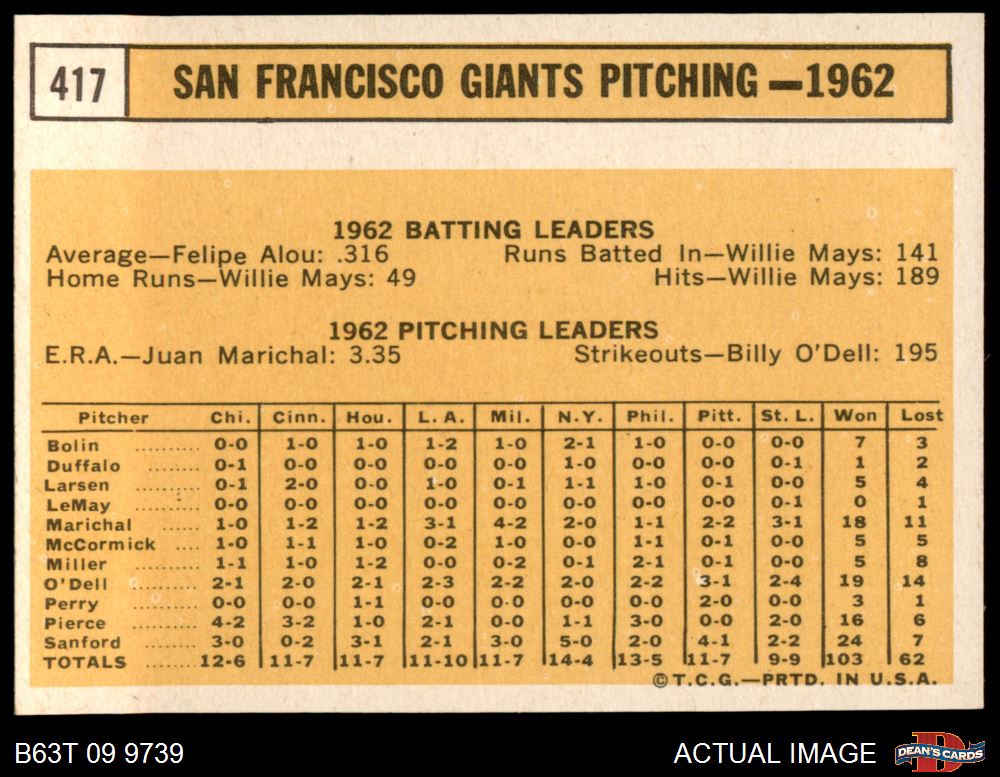 417 SAN FRANCISCO GIANTS PITCHING—1962
1962 BATTING LEADERS
Average—Felipe Alou: .316 Runs Batted In—Willie Mays: 141
Home Runs—Willie Mays: 49 Hits—Willie Mays: 189
1962 PITCHING LEADERS
E.R.A.—Juan Marichal: 3.35 Strikeouts—Billy O'Dell: 195
Pitcher Chi. Cinn. Hou. L.A. Mil. N.Y. Phil. Pitt. St. L. Won Lost
Bolin .......... 0-0 1-0 1-0 1-2 1-0 2-1 1-0 0-0 0-0 7 3
Duffalo ........ 0-1 0-0 0-0 0-0 0-0 1-0 0-0 0-0 0-1 1 2
Larsen .......... 0-1 2-0 0-0 1-0 0-1 1-1 1-0 0-1 0-0 5 4
LeMay .......... 0-0 0-0 0-0 0-0 0-0 0-0 0-0 0-0 0-1 0 1
Marichal ...... 1-0 1-2 1-2 3-1 4-2 2-0 1-1 2-2 3-1 18 11
McCormick .... 1-0 1-1 1-0 0-2 1-0 0-0 1-1 0-1 0-0 5 5
Miller .......... 1-1 1-0 1-2 0-0 0-2 0-1 2-1 0-1 0-0 5 8
O'Dell .......... 2-1 2-0 2-1 2-3 2-2 2-0 2-2 3-1 2-4 19 14
Perry .......... 0-0 0-0 1-1 0-0 0-0 0-0 0-0 2-0 0-0 3 1
Pierce .......... 4-2 3-2 1-0 2-1 0-0 1-1 3-0 0-0 2-0 16 6
Sanford ........ 3-0 0-2 3-1 2-1 3-0 5-0 2-0 4-1 2-2 24 7
TOTALS ....... 12-6 11-7 11-7 11-10 11-7 14-4 13-5 11-7 9-9 103 62
©T.C.G.—PRTD. IN U.S.A.
B63T 09 9739 ACTUAL IMAGE D DEAN'S CARDS